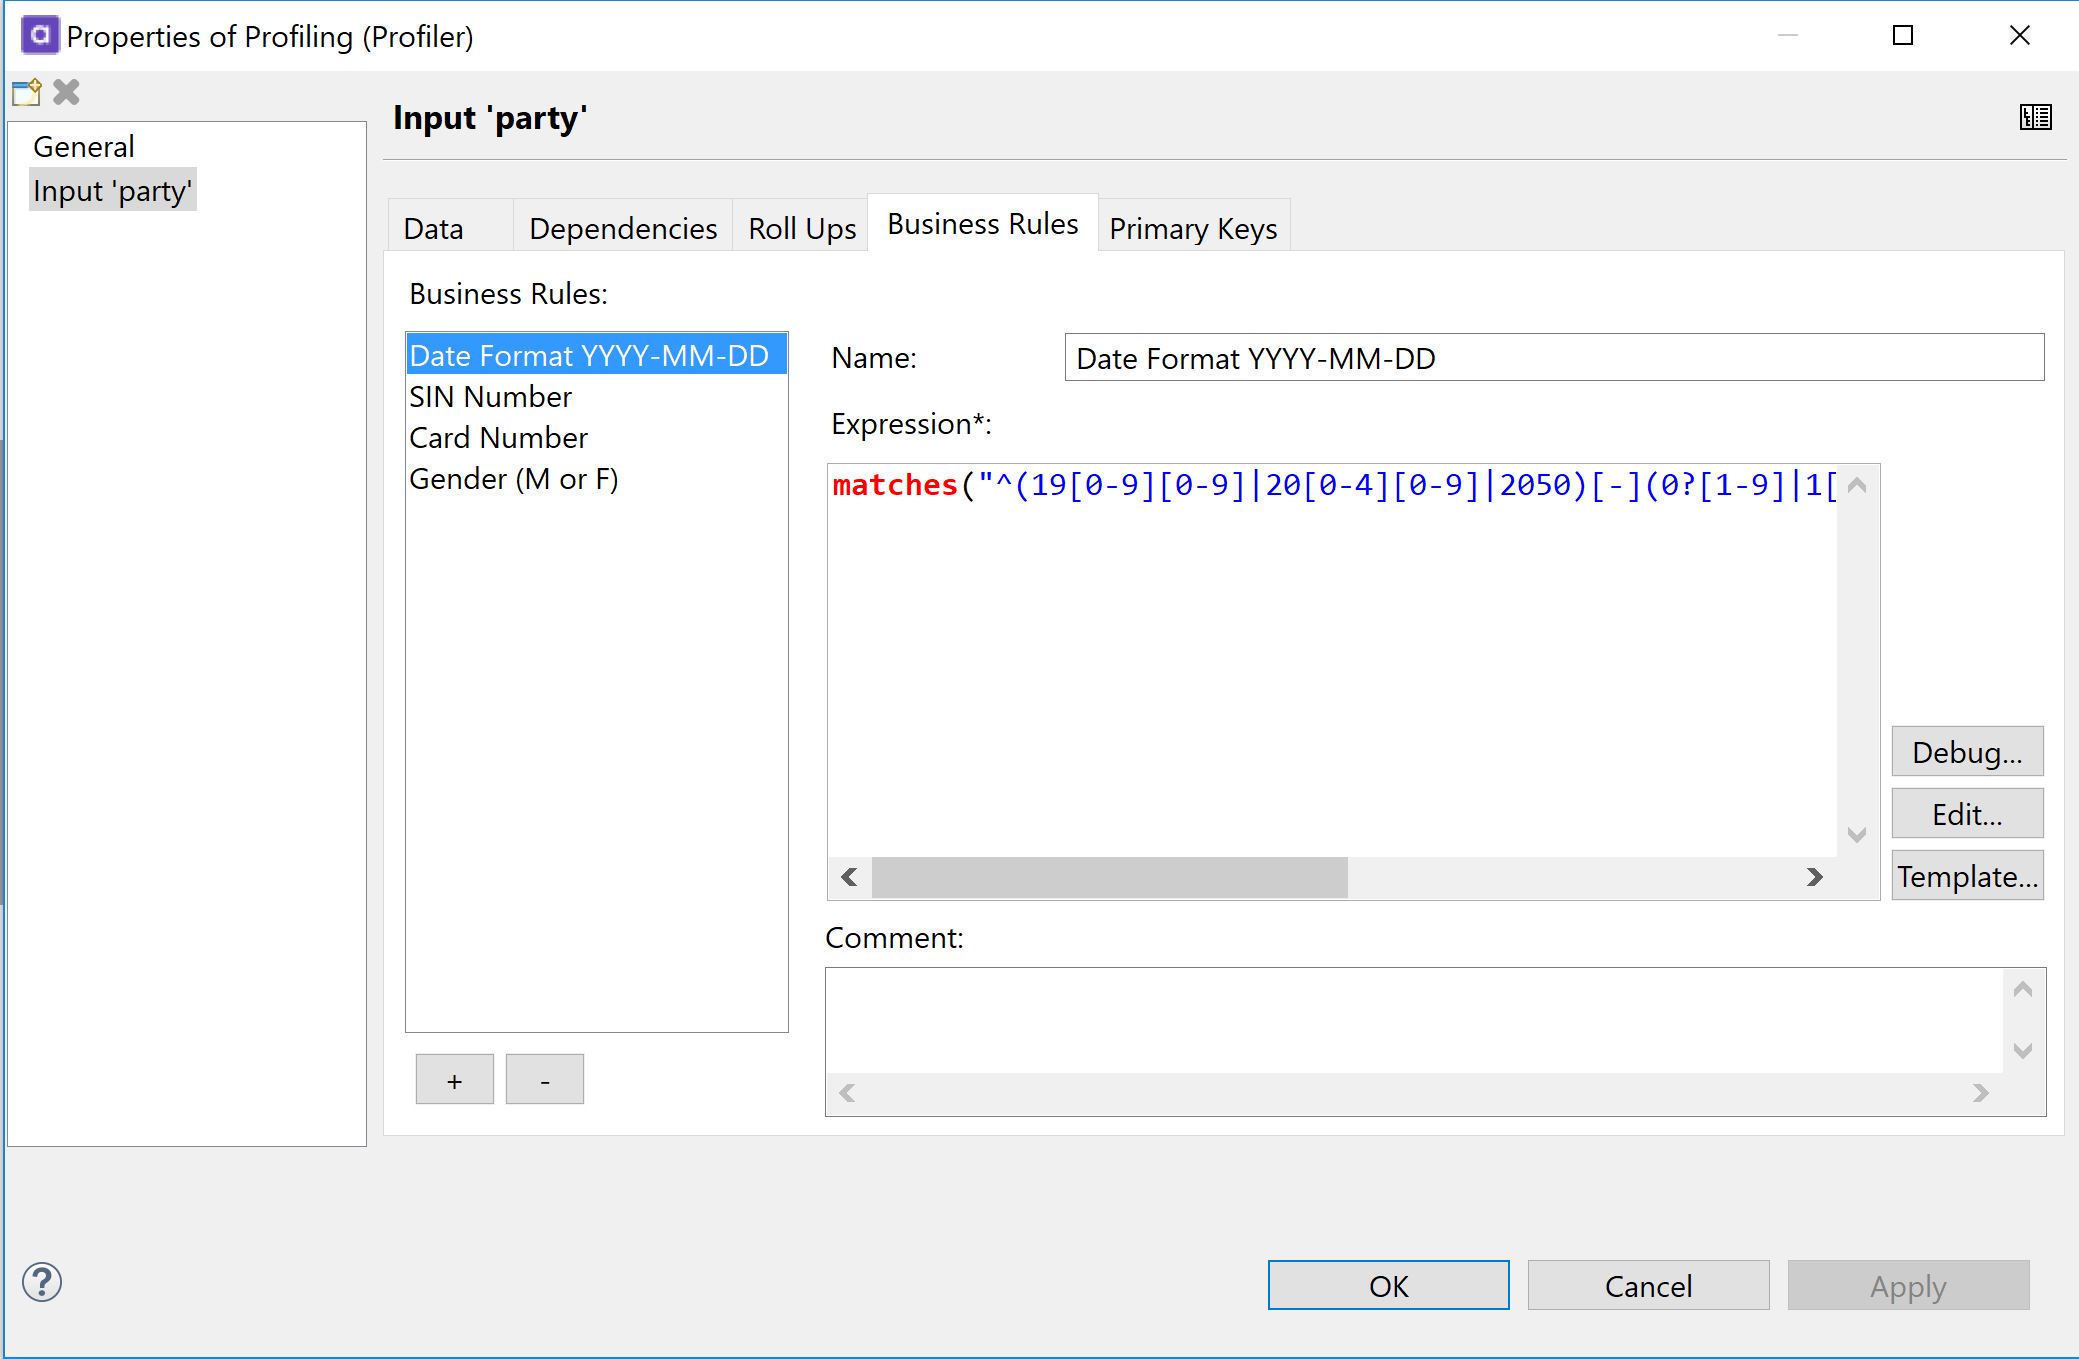 Properties of Profiling (Profiler)
General
Input 'party'
Input 'party'
Data Dependencies Roll Ups Business Rules Primary Keys
Business Rules:
Date Format YYYY-MM-DD
SIN Number
Card Number
Gender (M or F)
+ -
Name: Date Format YYYY-MM-DD
Expression*:
matches("^(19[0-9][0-9]|20[0-4][0-9]|2050)[-](0?[1-9]|1[
Debug...
Edit...
Template...
Comment:
OK Cancel Apply